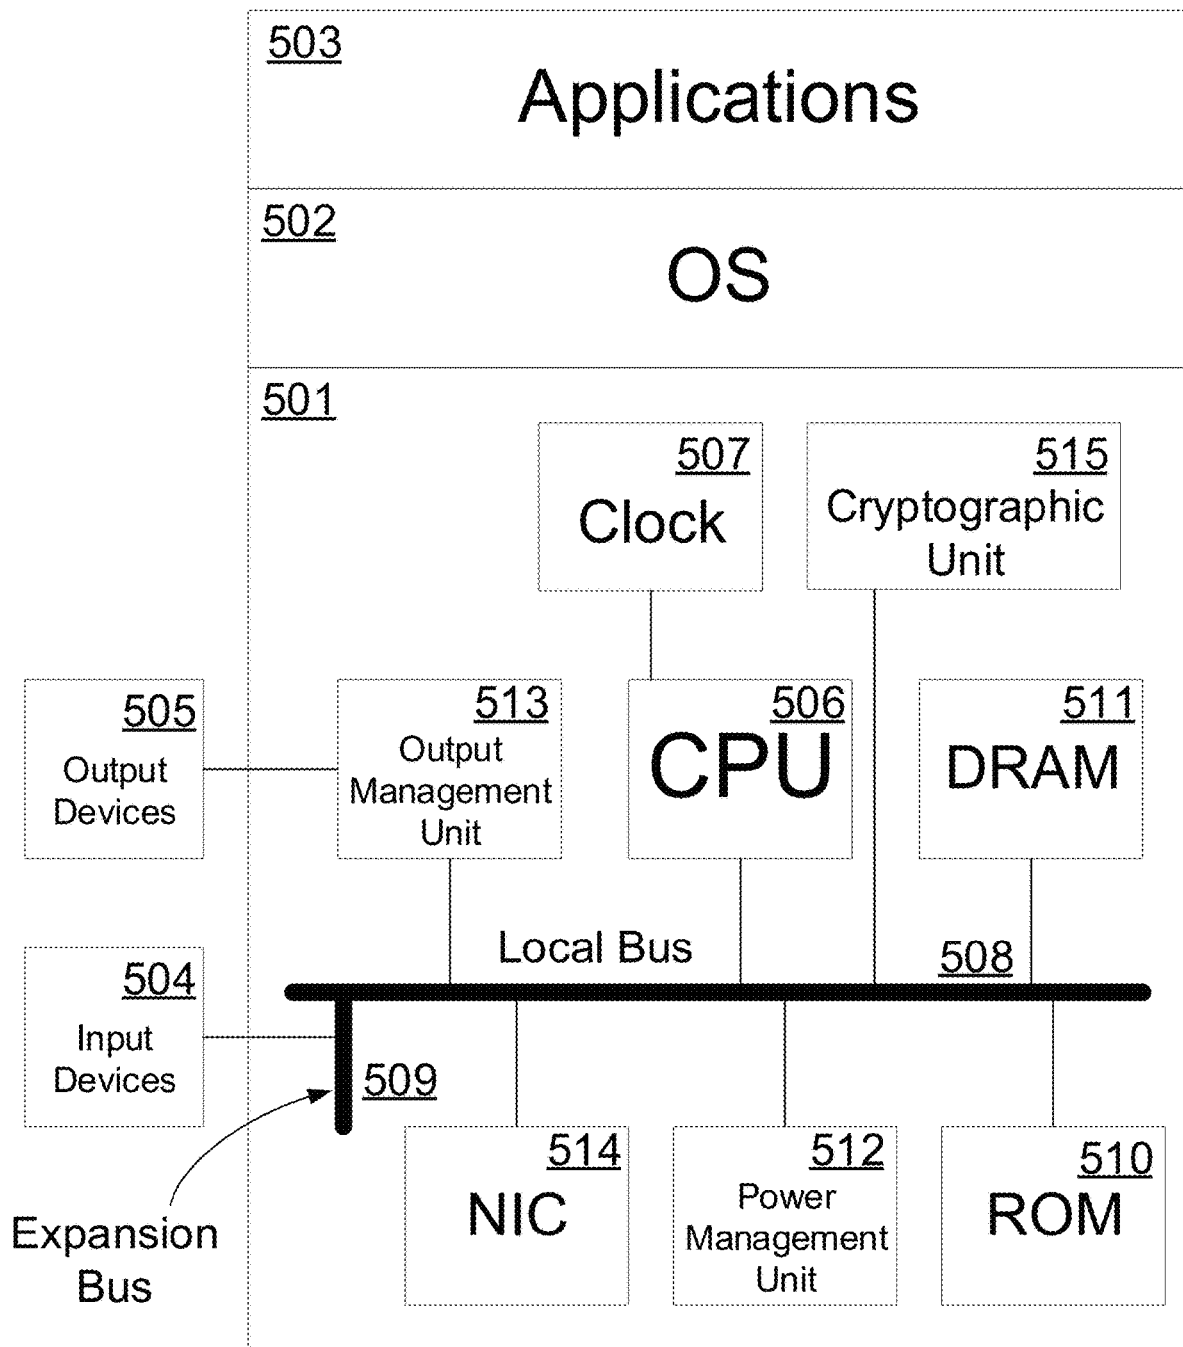 503
Applications
502
OS
501
507
Clock
515
Cryptographic
Unit
505
Output
Devices
513
Output
Management
Unit
506
CPU
511
DRAM
Local Bus
508
504
Input
Devices
509
Expansion
Bus
514
NIC
512
Power
Management
Unit
510
ROM